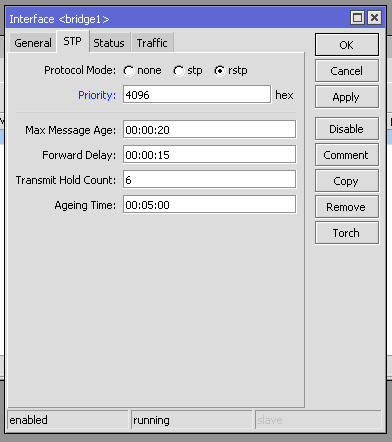 Interface <bridge1>
General STP Status Traffic
Protocol Mode: none stp rstp
Priority: 4096 hex
Max Message Age: 00:00:20
Forward Delay: 00:00:15
Transmit Hold Count: 6
Ageing Time: 00:05:00
OK
Cancel
Apply
Disable
Comment
Copy
Remove
Torch
enabled running slave